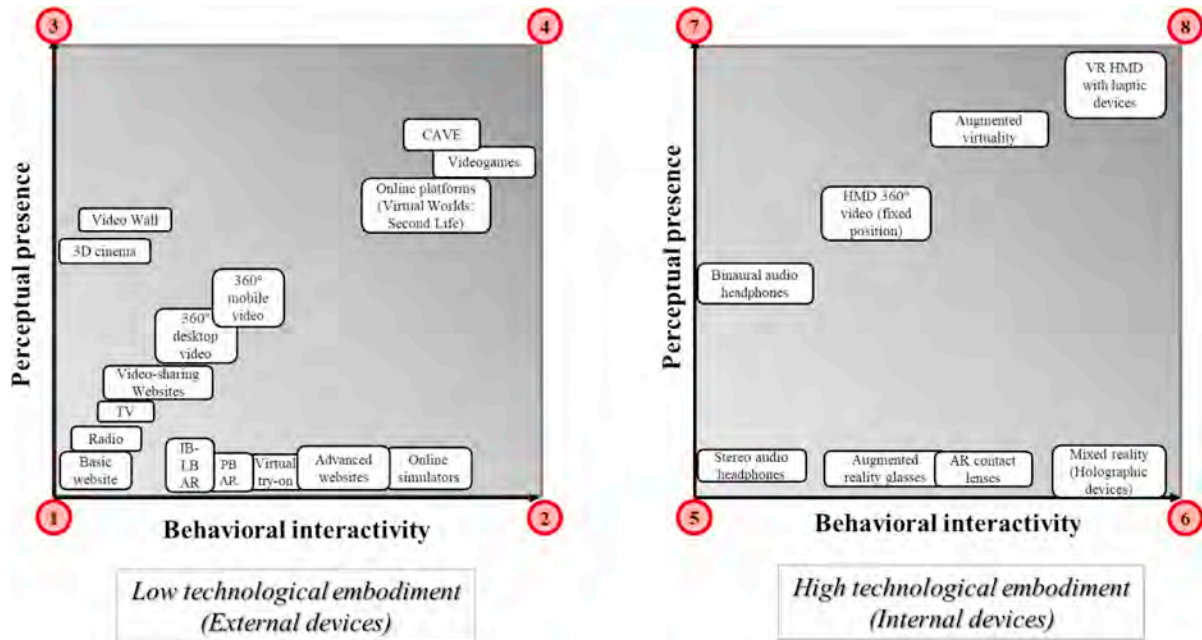 3
4
7
8
Perceptual presence
CAVE
Videogames
Online platforms
(Virtual Worlds:
Second Life)
Video Wall
3D cinema
360°
mobile
video
360°
desktop
video
Video-sharing
Websites
TV
Radio
Basic
website
IB-
LB
AR
PB
AR
Virtual
try-on
Advanced
websites
Online
simulators
1
2
Behavioral interactivity
Low technological embodiment
(External devices)
Perceptual presence
VR HMD
with haptic
devices
Augmented
virtuality
HMD 360°
video (fixed
position)
Binaural audio
headphones
Stereo audio
headphones
Augmented
reality glasses
AR contact
lenses
Mixed reality
(Holographic
devices)
5
6
Behavioral interactivity
High technological embodiment
(Internal devices)